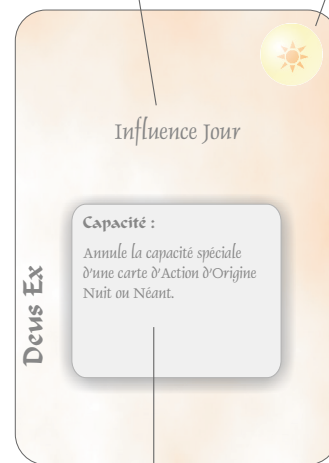 Influence Jour
Capacité :
Annule la capacité spéciale
d'une carte d'Action d'Origine
Nuit ou Néant.
Deus Ex